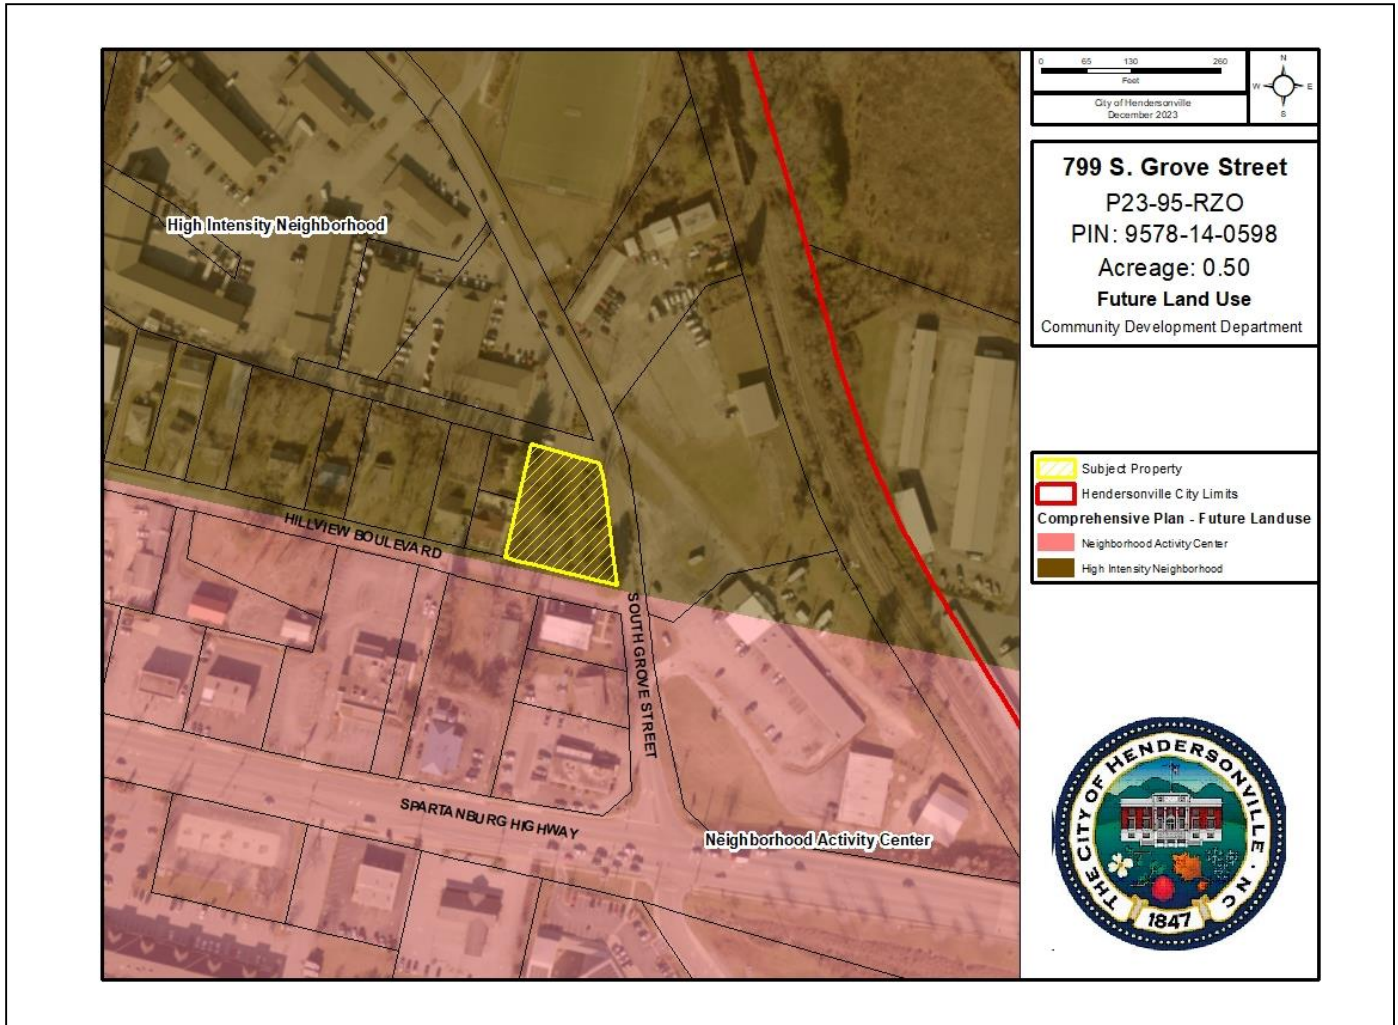 0 65 130 260
Feet
City of Hendersonville
December 2023
N
W E
S
799 S. Grove Street
P23-95-RZO
PIN: 9578-14-0598
Acreage: 0.50
Future Land Use
Community Development Department
High Intensity Neighborhood
HILLVIEW BOULEVARD
SOUTH GROVE STREET
SPARTANBURG HIGHWAY
Neighborhood Activity Center
Subject Property
Hendersonville City Limits
Comprehensive Plan - Future Landuse
Neighborhood Activity Center
High Intensity Neighborhood
THE CITY OF HENDERSONVILLE · NC
1847